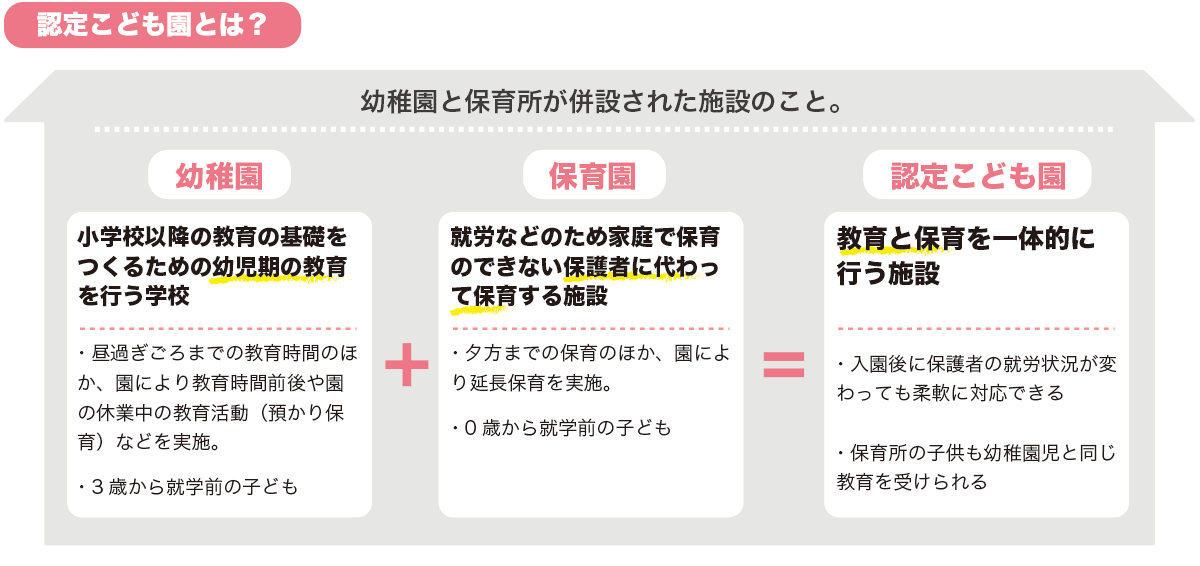 認定こども園とは？
幼稚園と保育所が併設された施設のこと。
幼稚園
小学校以降の教育の基礎を
つくるための幼児期の教育
を行う学校
・昼過ぎごろまでの教育時間のほ
か、園により教育時間前後や園
の休業中の教育活動（預かり保
育）などを実施。
・3歳から就学前の子ども
+
保育園
就労などのため家庭で保育
のできない保護者に代わっ
て保育する施設
・夕方までの保育のほか、園によ
り延長保育を実施。
・0歳から就学前の子ども
=
認定こども園
教育と保育を一体的に
行う施設
・入園後に保護者の就労状況が変
わっても柔軟に対応できる
・保育所の子供も幼稚園児と同じ
教育を受けられる